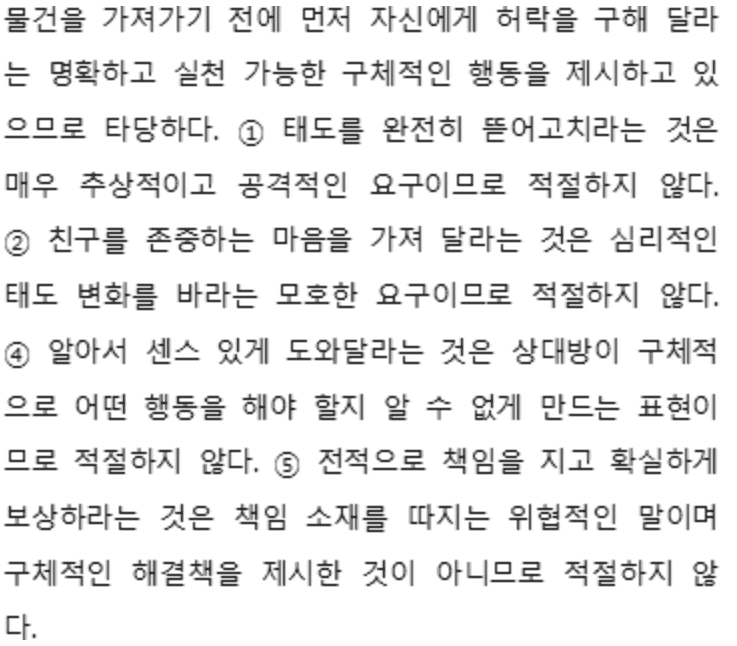 물건을 가져가기 전에 먼저 자신에게 허락을 구해 달라
는 명확하고 실천 가능한 구체적인 행동을 제시하고 있
으므로 타당하다. ① 태도를 완전히 뜯어고치라는 것은
매우 추상적이고 공격적인 요구이므로 적절하지 않다.
② 친구를 존중하는 마음을 가져 달라는 것은 심리적인
태도 변화를 바라는 모호한 요구이므로 적절하지 않다.
④ 알아서 센스 있게 도와달라는 것은 상대방이 구체적
으로 어떤 행동을 해야 할지 알 수 없게 만드는 표현이
므로 적절하지 않다. ⑤ 전적으로 책임을 지고 확실하게
보상하라는 것은 책임 소재를 따지는 위협적인 말이며
구체적인 해결책을 제시한 것이 아니므로 적절하지 않
다.